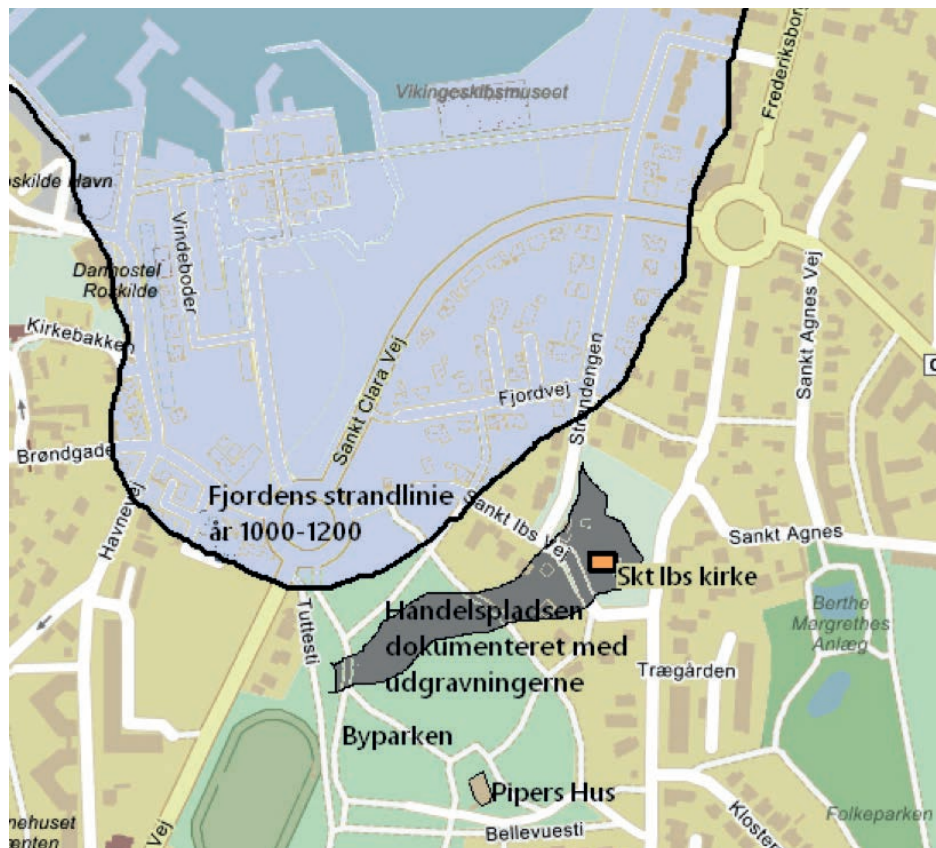 Vikingeskibsmuseet
Frederiksborg
oskilde Havn
Vindeboder
Danhostel
Roskilde
Kirkebakken
Sankt Agnes Vej
Sankt Clara Vej
Fjordvej
Strandengen
Brøndgade
Havnevej
Fjordens strandlinie
år 1000-1200
Sankt Ibs Vej
Sankt Agnes
Skt Ibs kirke
Tuttesti
Handelspladsen
dokumenteret med
udgravningerne
Berthe
Margrethes
Anlæg
Trægården
Byparken
Pipers Hus
Bellevuesti
Kloster
Folkeparken
nehuset
Vej